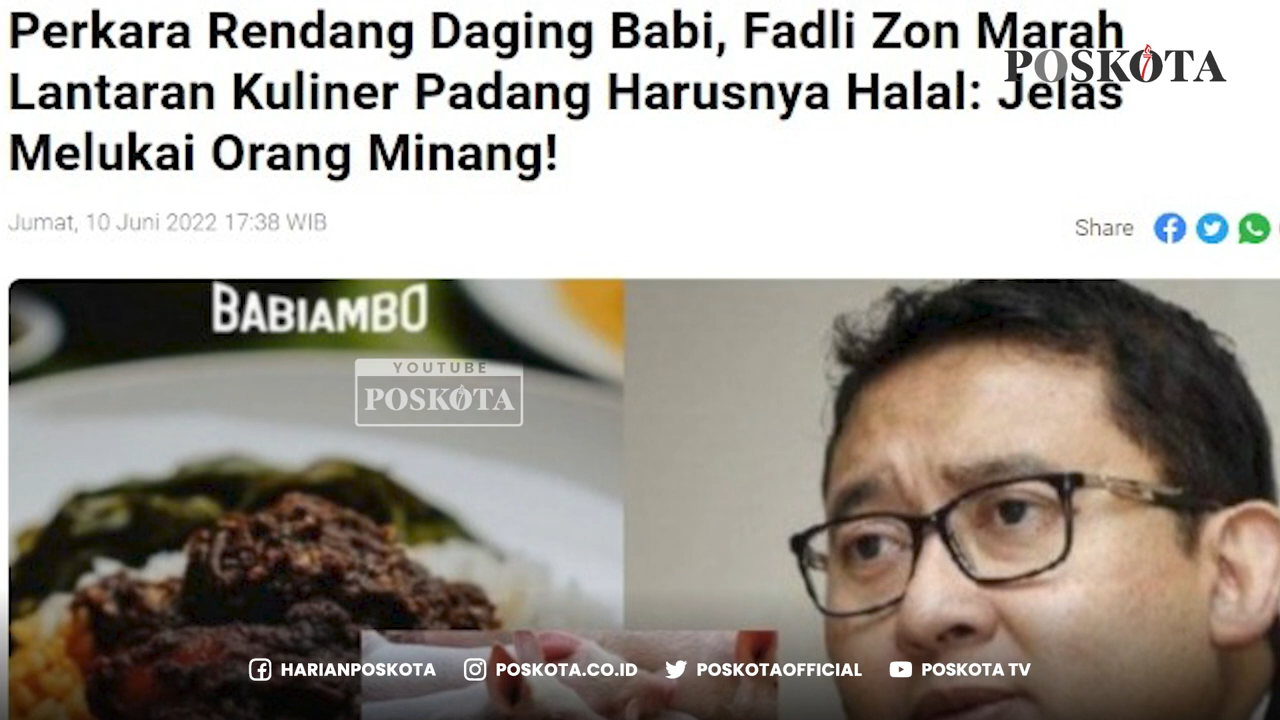 Perkara Rendang Daging Babi, Fadli Zon Marah
POSKOTA
Lantaran Kuliner Padang Harusnya Halal: Jelas
Melukai Orang Minang!
Jumat, 10 Juni 2022 17:38 WIB
Share
BABIAMBO
YOUTUBE
POSKOTA
HARIANPOSKOTA
POSKOTA.CO.ID
POSKOTAOFFICIAL
POSKOTA TV